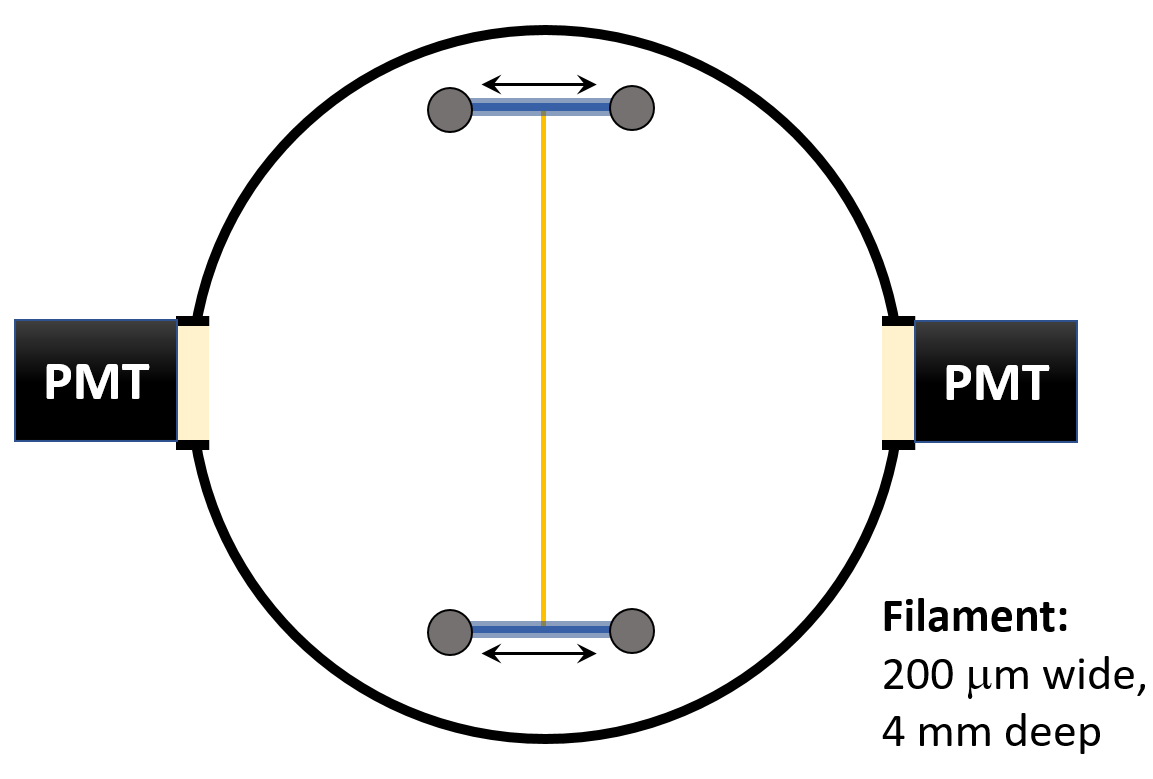 PMT
PMT
Filament:
200 μm wide,
4 mm deep